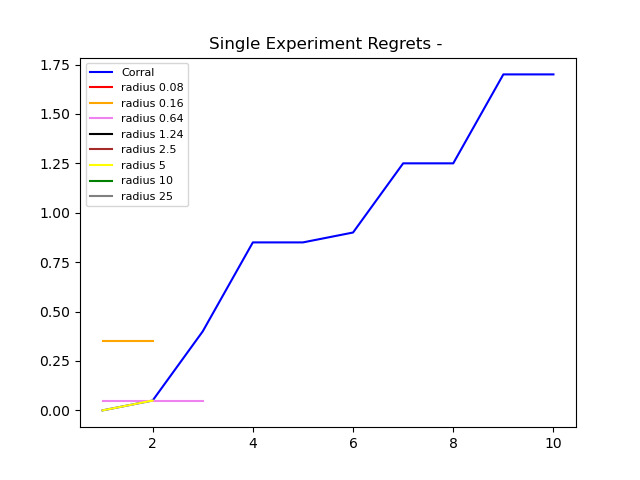 Single Experiment Regrets -
1.75
1.50
1.25
1.00
0.75
0.50
0.25
0.00
Corral
radius 0.08
radius 0.16
radius 0.64
radius 1.24
radius 2.5
radius 5
radius 10
radius 25
2
4
6
8
10